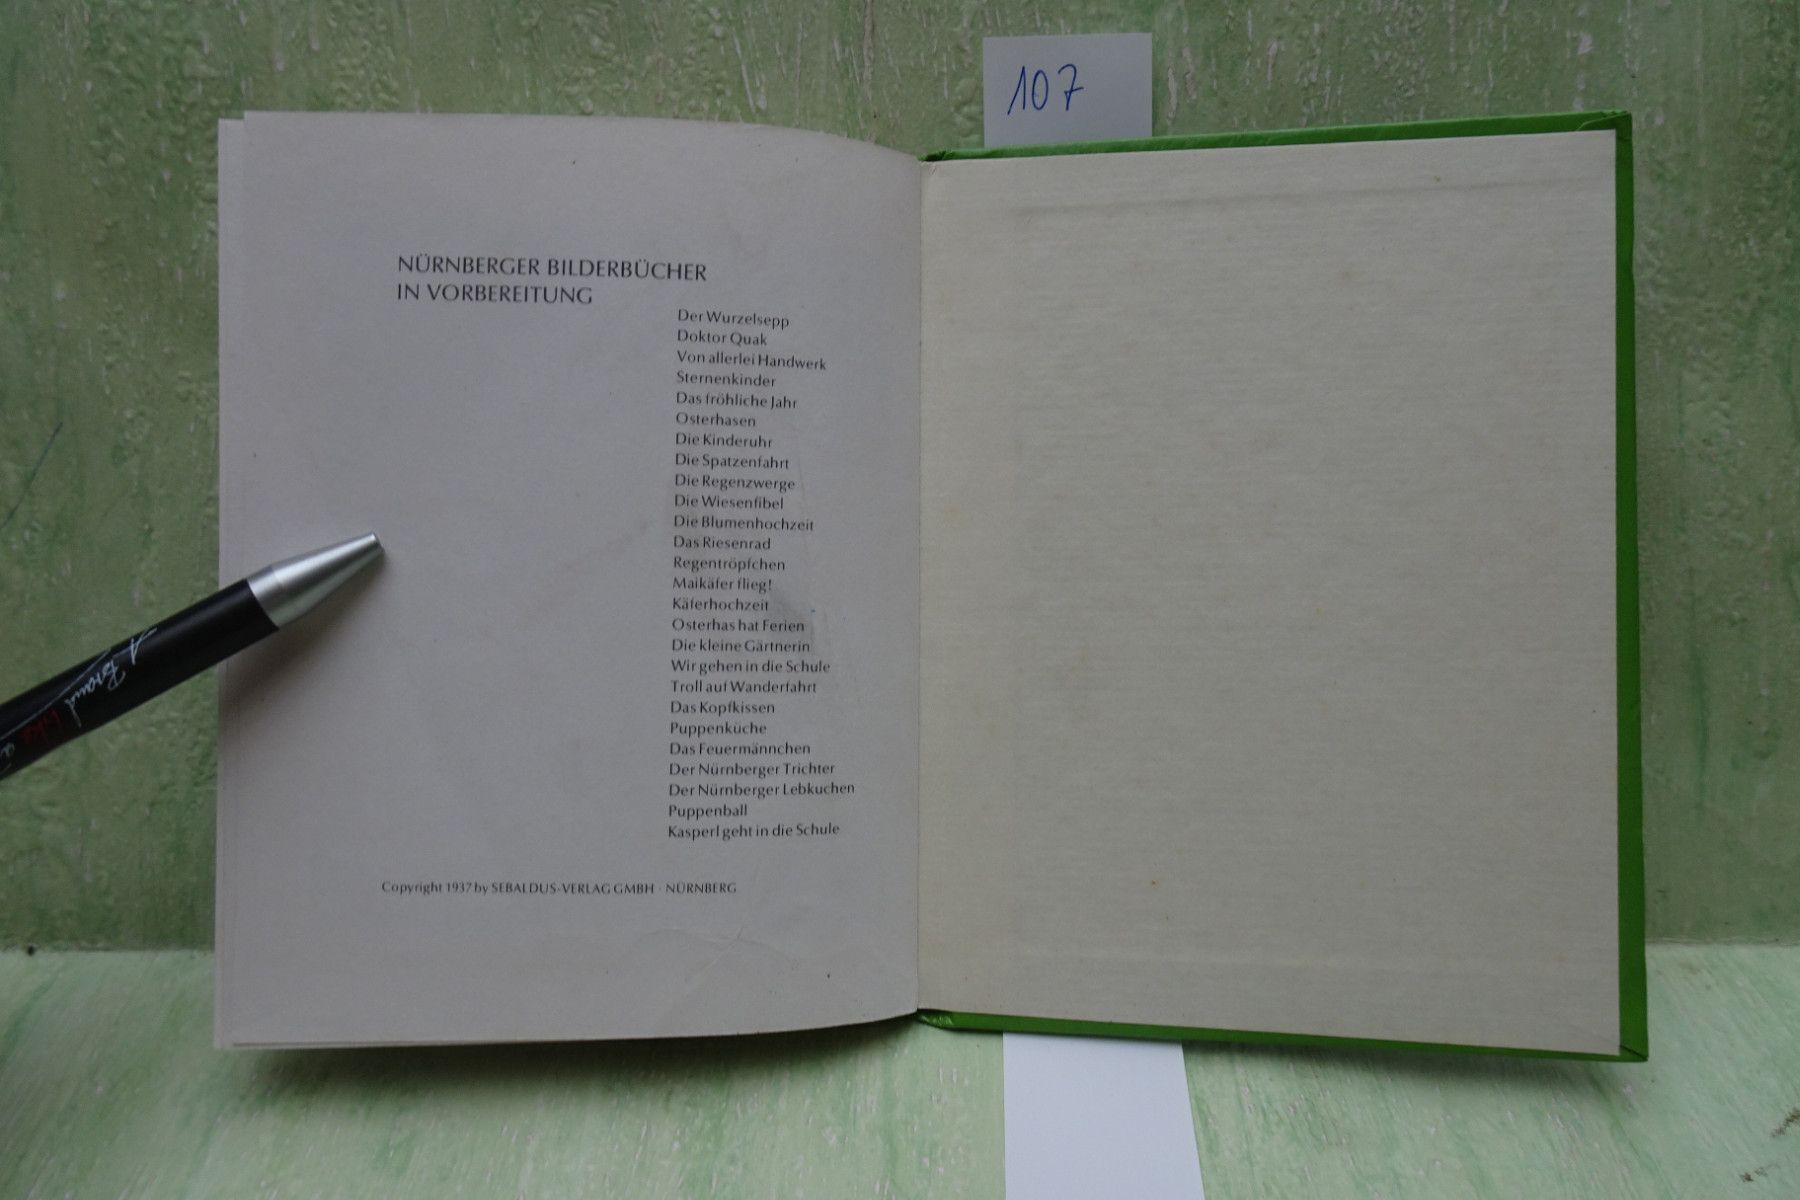 107
NÜRNBERGER BILDERBÜCHER
IN VORBEREITUNG
Der Wurzelsepp
Doktor Quak
Von allerlei Handwerk
Sternenkinder
Das fröhliche Jahr
Osterhasen
Die Kinderuhr
Die Spatzenfahrt
Die Regenzwerge
Die Wiesenfibel
Die Blumenhochzeit
Das Riesenrad
Regentröpfchen
Maikäfer flieg!
Käferhochzeit
Osterhas hat Ferien
Die kleine Gärtnerin
Wir gehen in die Schule
Troll auf Wanderfahrt
Das Kopfkissen
Puppenküche
Das Feuermännchen
Der Nürnberger Trichter
Der Nürnberger Lebkuchen
Puppenball
Kasperl geht in die Schule
Copyright 1937 by SEBALDUS-VERLAG GMBH · NÜRNBERG
A Brand like a